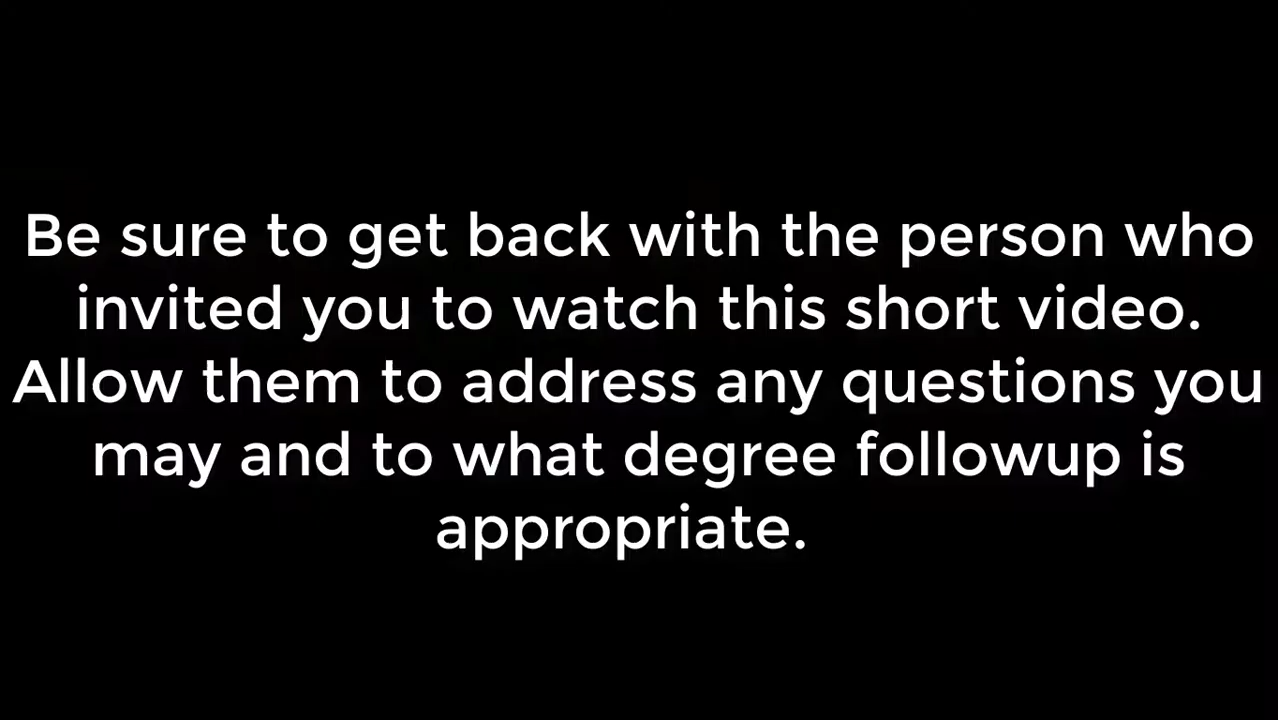 Be sure to get back with the person who
invited you to watch this short video.
Allow them to address any questions you
may and to what degree followup is
appropriate.